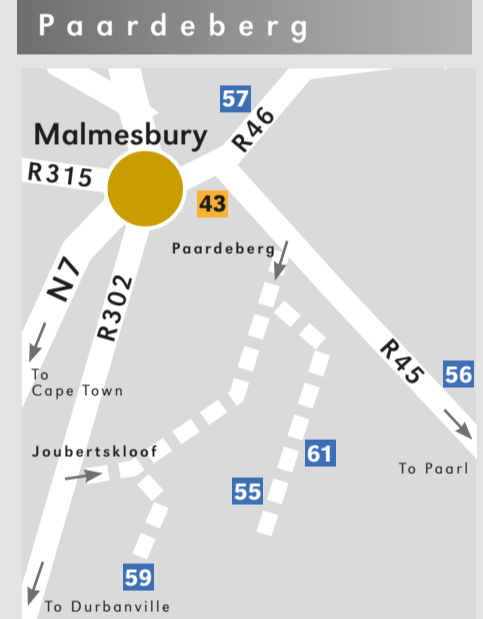 Paardeberg
57
R46
Malmesbury
R315
43
Paardeberg
N7
R302
R45
56
To
Cape Town
Joubertskloof
61
To Paarl
55
59
To Durbanville